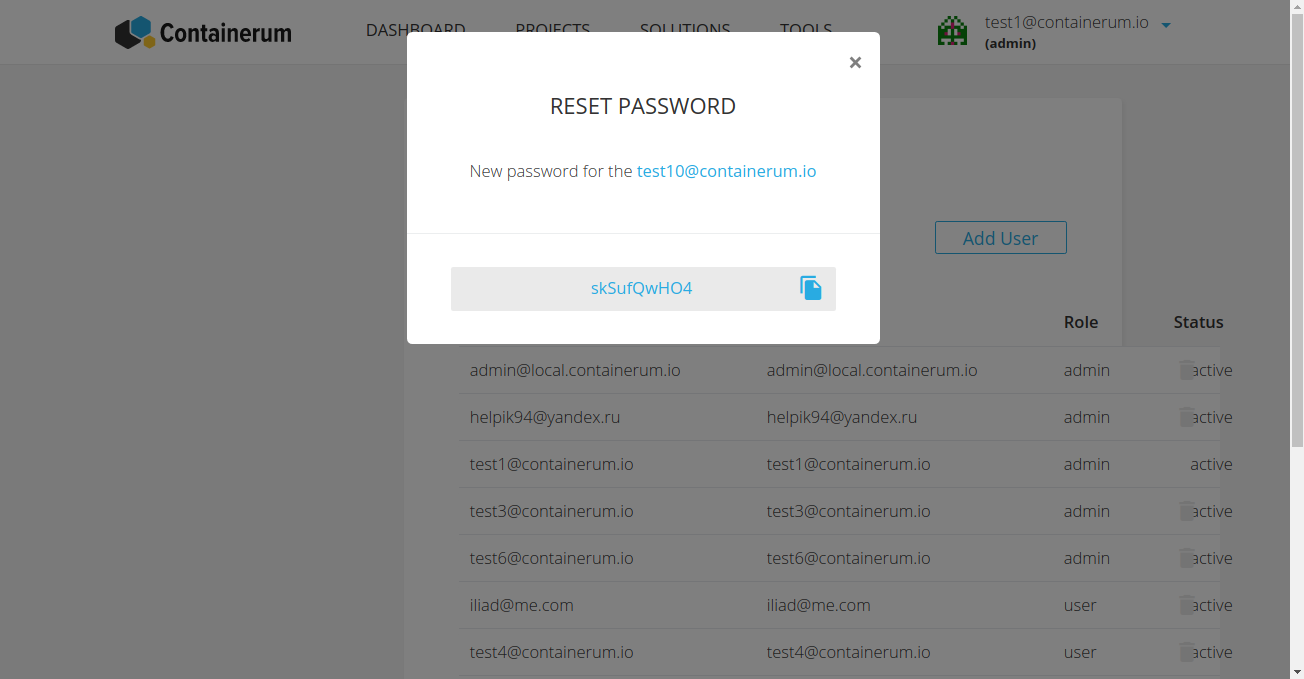 Containerum
DASHBOARD PROJECTS SOLUTIONS TOOLS
test1@containerum.io
(admin)
×
RESET PASSWORD
New password for the test10@containerum.io
Add User
skSufQwHO4
Role Status
admin@local.containerum.io admin@local.containerum.io admin active
helpik94@yandex.ru helpik94@yandex.ru admin active
test1@containerum.io test1@containerum.io admin active
test3@containerum.io test3@containerum.io admin active
test6@containerum.io test6@containerum.io admin active
iliad@me.com iliad@me.com user active
test4@containerum.io test4@containerum.io user active